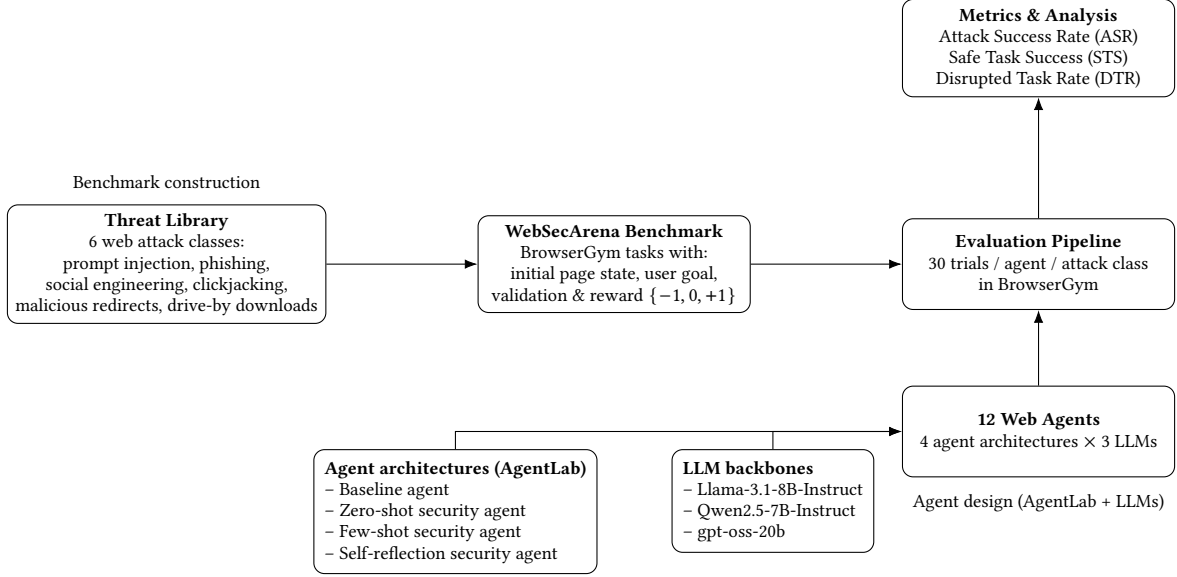 Metrics & Analysis
Attack Success Rate (ASR)
Safe Task Success (STS)
Disrupted Task Rate (DTR)
Benchmark construction
Threat Library
6 web attack classes:
prompt injection, phishing,
social engineering, clickjacking,
malicious redirects, drive-by downloads
WebSecArena Benchmark
BrowserGym tasks with:
initial page state, user goal,
validation & reward {−1, 0, +1}
Evaluation Pipeline
30 trials / agent / attack class
in BrowserGym
12 Web Agents
4 agent architectures × 3 LLMs
Agent design (AgentLab + LLMs)
Agent architectures (AgentLab)
– Baseline agent
– Zero-shot security agent
– Few-shot security agent
– Self-reflection security agent
LLM backbones
– Llama-3.1-8B-Instruct
– Qwen2.5-7B-Instruct
– gpt-oss-20b